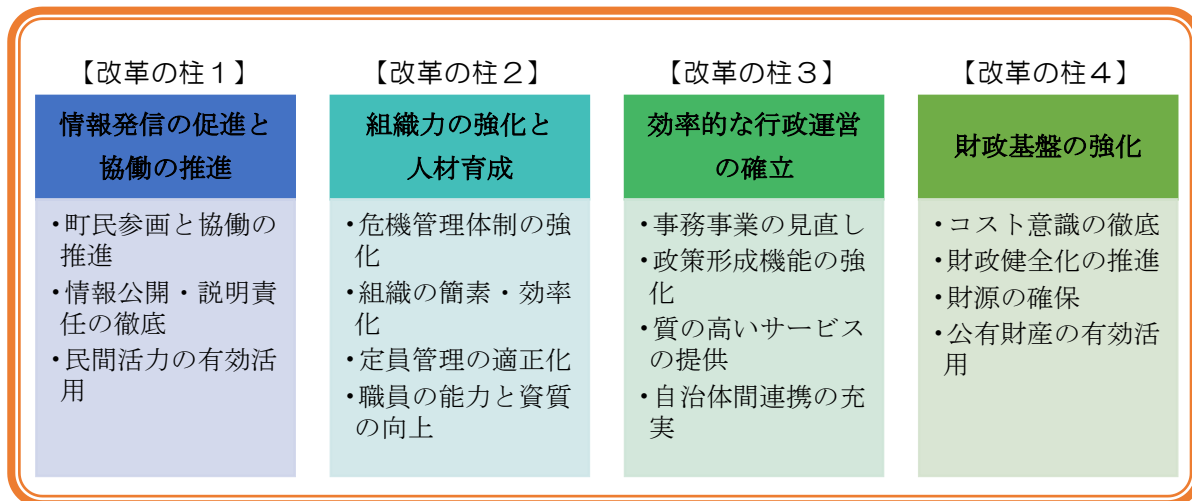 【改革の柱１】
情報発信の促進と
協働の推進
・町民参画と協働の
推進
・情報公開・説明責
任の徹底
・民間活力の有効活
用
【改革の柱２】
組織力の強化と
人材育成
・危機管理体制の強
化
・組織の簡素・効率
化
・定員管理の適正化
・職員の能力と資質
の向上
【改革の柱３】
効率的な行政運営
の確立
・事務事業の見直し
・政策形成機能の強
化
・質の高いサービス
の提供
・自治体間連携の充
実
【改革の柱４】
財政基盤の強化
・コスト意識の徹底
・財政健全化の推進
・財源の確保
・公有財産の有効活
用